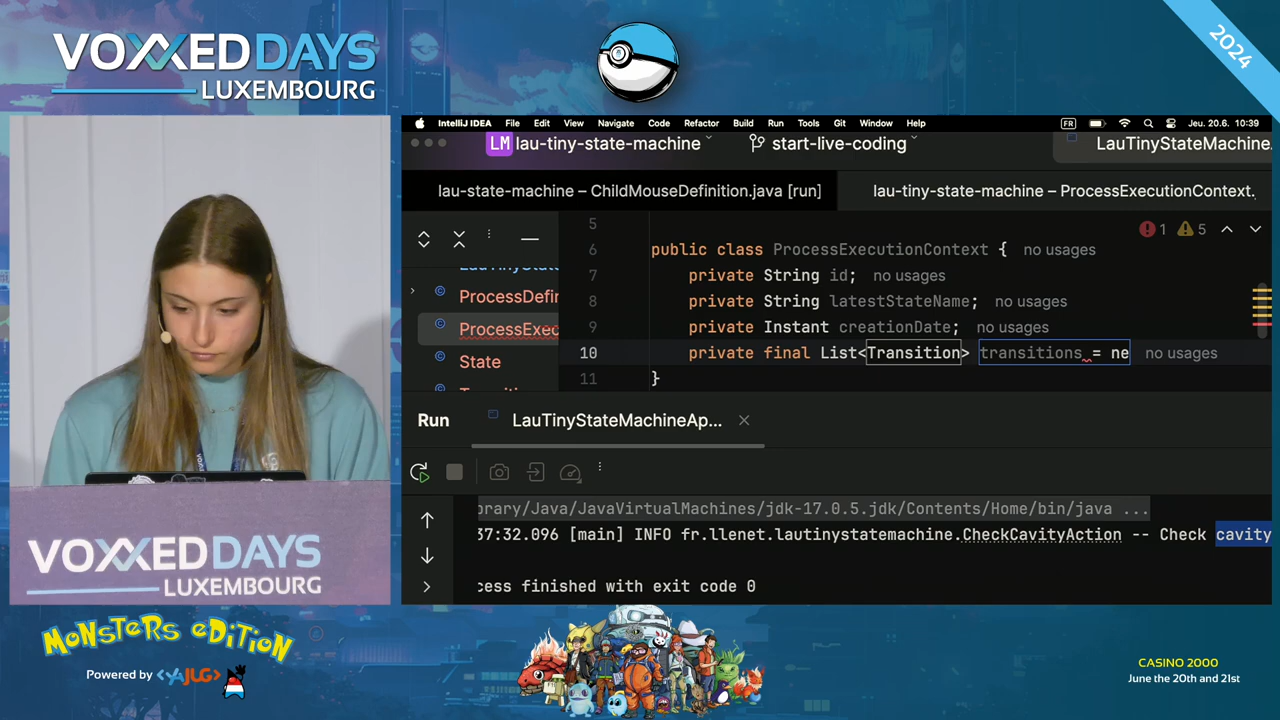 VOXXED DAYS
LUXEMBOURG
2024
IntelliJ IDEA File Edit View Navigate Code Refactor Build Run Tools Git Window Help FR Jeu. 20.6. 10:39
LM lau-tiny-state-machine start-live-coding LauTinyStateMachine
lau-state-machine – ChildMouseDefinition.java [run] lau-tiny-state-machine – ProcessExecutionContext.
ProcessDefin
ProcessExec
State
5
6 public class ProcessExecutionContext { no usages
7 private String id; no usages
8 private String latestStateName; no usages
9 private Instant creationDate; no usages
10 private final List<Transition> transitions = ne no usages
11 }
1 5
Run LauTinyStateMachineAp...
brary/Java/JavaVirtualMachines/jdk-17.0.5.jdk/Contents/Home/bin/java ...
37:32.096 [main] INFO fr.llenet.lautinystatemachine.CheckCavityAction -- Check cavity
cess finished with exit code 0
VOXXED DAYS
LUXEMBOURG
MONSTERS EDITION
Powered by <YAJUG>
CASINO 2000
June the 20th and 21st